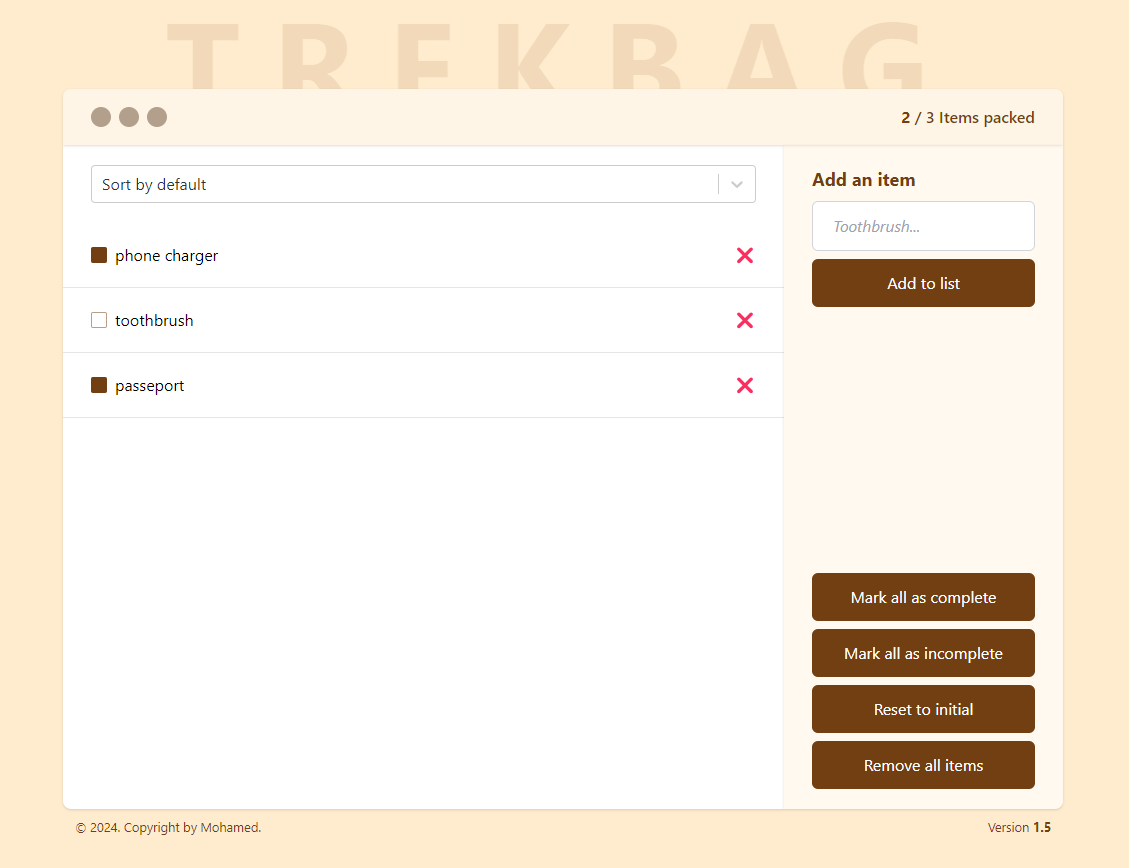 TREKBAG
2 / 3 Items packed
Sort by default
phone charger
toothbrush
passeport
Add an item
Toothbrush...
Add to list
Mark all as complete
Mark all as incomplete
Reset to initial
Remove all items
© 2024. Copyright by Mohamed.
Version 1.5